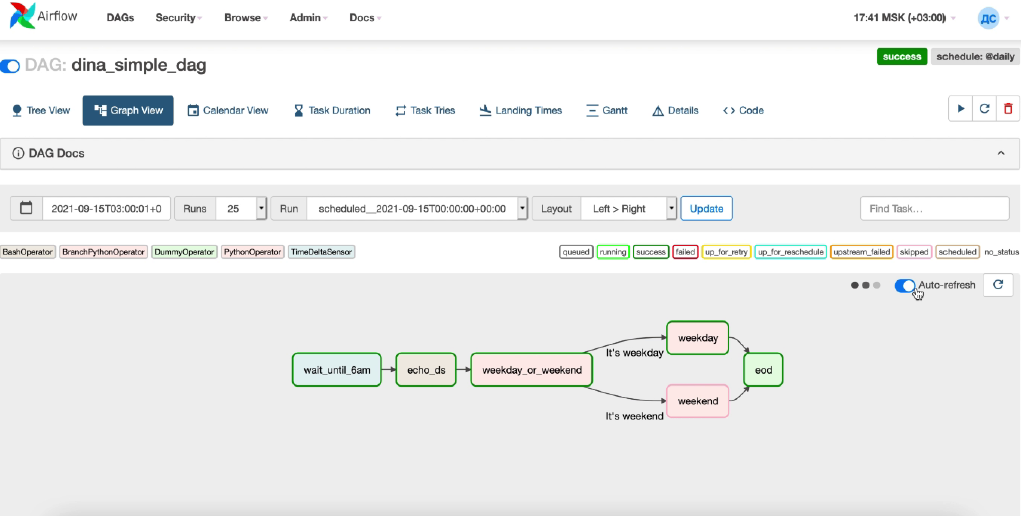 Airflow DAGs Security Browse Admin Docs 17:41 MSK (+03:00) ДС
DAG: dina_simple_dag success schedule: @daily
Tree View Graph View Calendar View Task Duration Task Tries Landing Times Gantt Details Code
DAG Docs
2021-09-15T03:00:01+0 Runs 25 Run scheduled__2021-09-15T00:00:00+00:00 Layout Left > Right Update Find Task...
BashOperator BranchPythonOperator DummyOperator PythonOperator TimeDeltaSensor queued running success failed up_for_retry up_for_reschedule upstream_failed skipped scheduled no_status
Auto-refresh
weekday
It's weekday
wait_until_6am echo_ds weekday_or_weekend eod
weekend
It's weekend